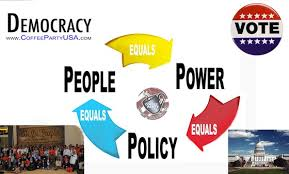 DEMOCRACY
WWW.COFFEEPARTYUSA.COM
VOTE
EQUALS
PEOPLE
POWER
EQUALS
EQUALS
POLICY